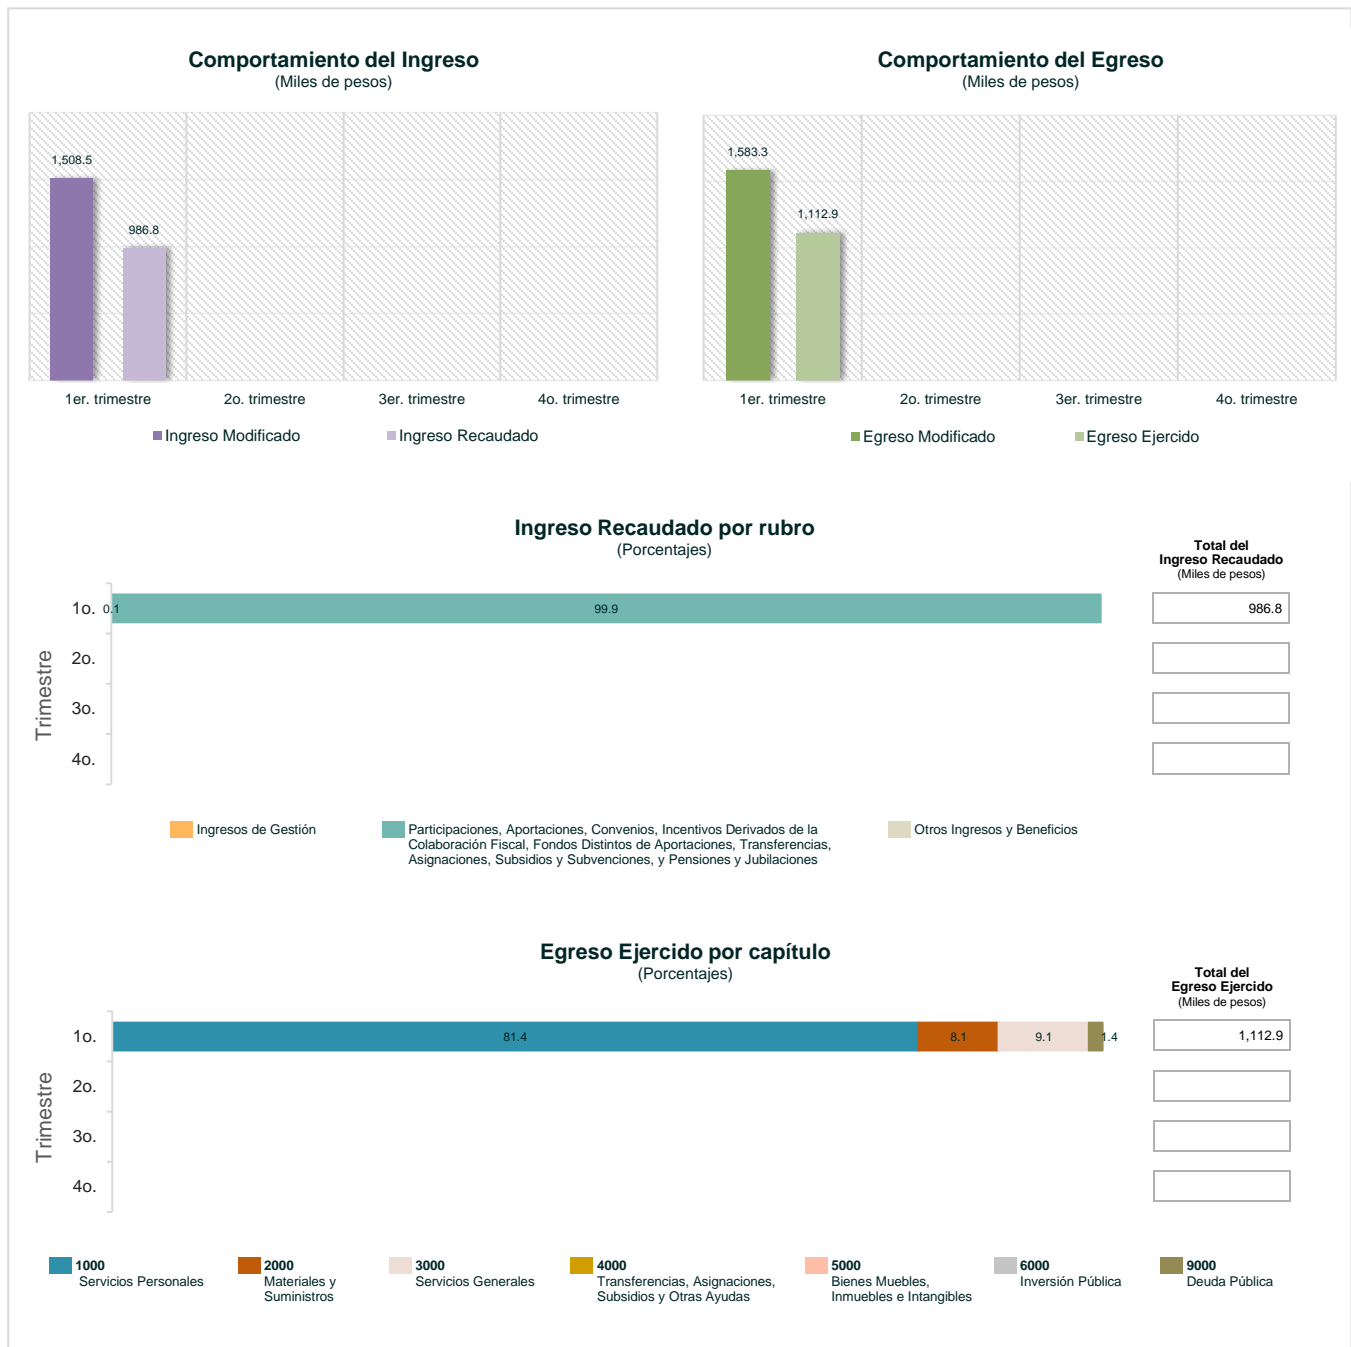 Comportamiento del Ingreso
(Miles de pesos)
1,508.5
986.8
1er. trimestre
2o. trimestre
3er. trimestre
4o. trimestre
Ingreso Modificado
Ingreso Recaudado
Comportamiento del Egreso
(Miles de pesos)
1,583.3
1,112.9
1er. trimestre
2o. trimestre
3er. trimestre
4o. trimestre
Egreso Modificado
Egreso Ejercido
Ingreso Recaudado por rubro
(Porcentajes)
Total del
Ingreso Recaudado
(Miles de pesos)
Trimestre
1o.
0.1
99.9
986.8
2o.
3o.
4o.
Ingresos de Gestión
Participaciones, Aportaciones, Convenios, Incentivos Derivados de la
Colaboración Fiscal, Fondos Distintos de Aportaciones, Transferencias,
Asignaciones, Subsidios y Subvenciones, y Pensiones y Jubilaciones
Otros Ingresos y Beneficios
Egreso Ejercido por capítulo
(Porcentajes)
Total del
Egreso Ejercido
(Miles de pesos)
Trimestre
1o.
81.4
8.1
9.1
1.4
1,112.9
2o.
3o.
4o.
1000
Servicios Personales
2000
Materiales y
Suministros
3000
Servicios Generales
4000
Transferencias, Asignaciones,
Subsidios y Otras Ayudas
5000
Bienes Muebles,
Inmuebles e Intangibles
6000
Inversión Pública
9000
Deuda Pública